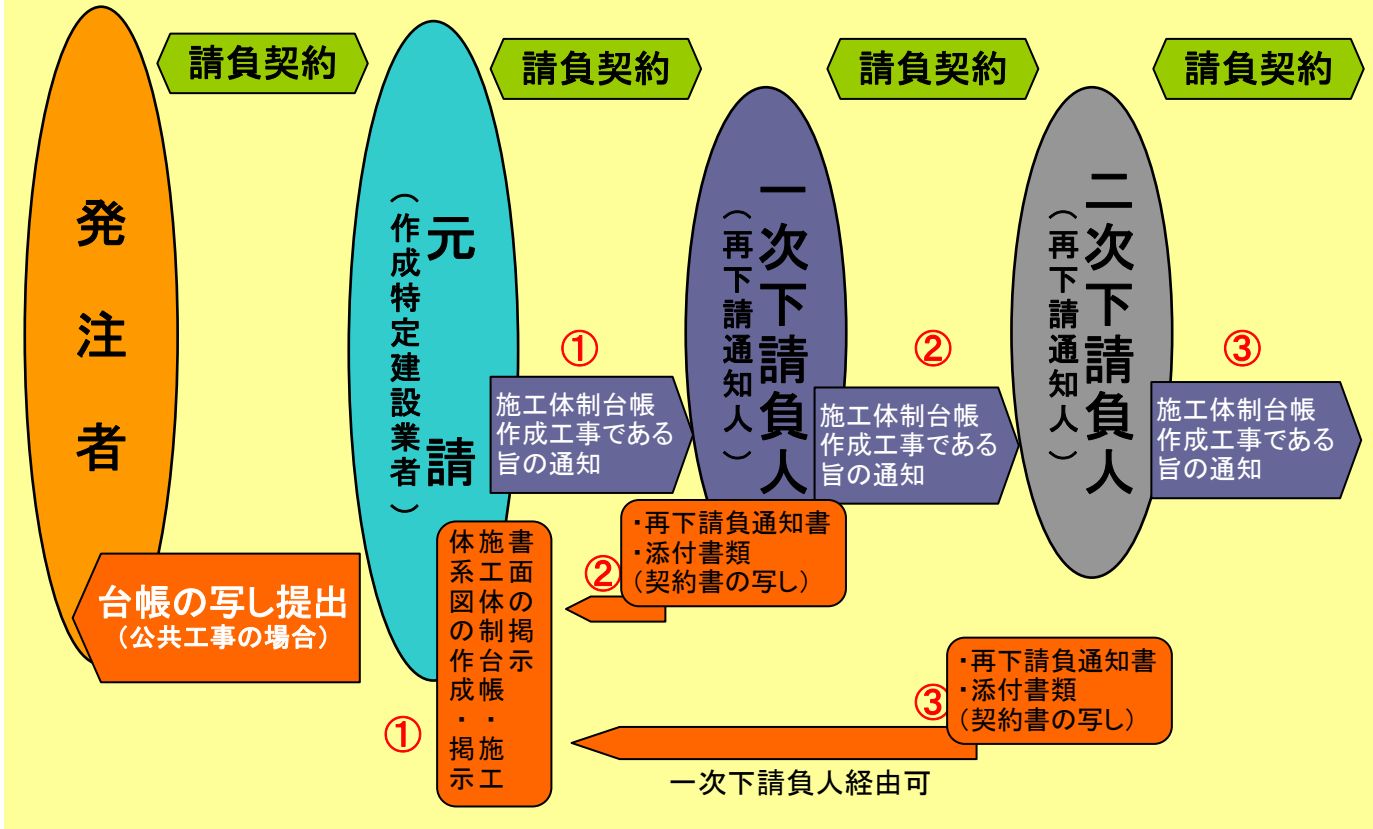 請負契約
請負契約
請負契約
請負契約
発注者
元請
（作成特定建設業者）
一次下請負人
（再下請通知人）
二次下請負人
（再下請通知人）
①
施工体制台帳
作成工事である
旨の通知
②
施工体制台帳
作成工事である
旨の通知
③
施工体制台帳
作成工事である
旨の通知
台帳の写し提出
（公共工事の場合）
①
書面の掲示
施工体制台帳・施工
体系図の作成・掲示
②
・再下請負通知書
・添付書類
（契約書の写し）
③
・再下請負通知書
・添付書類
（契約書の写し）
一次下請負人経由可